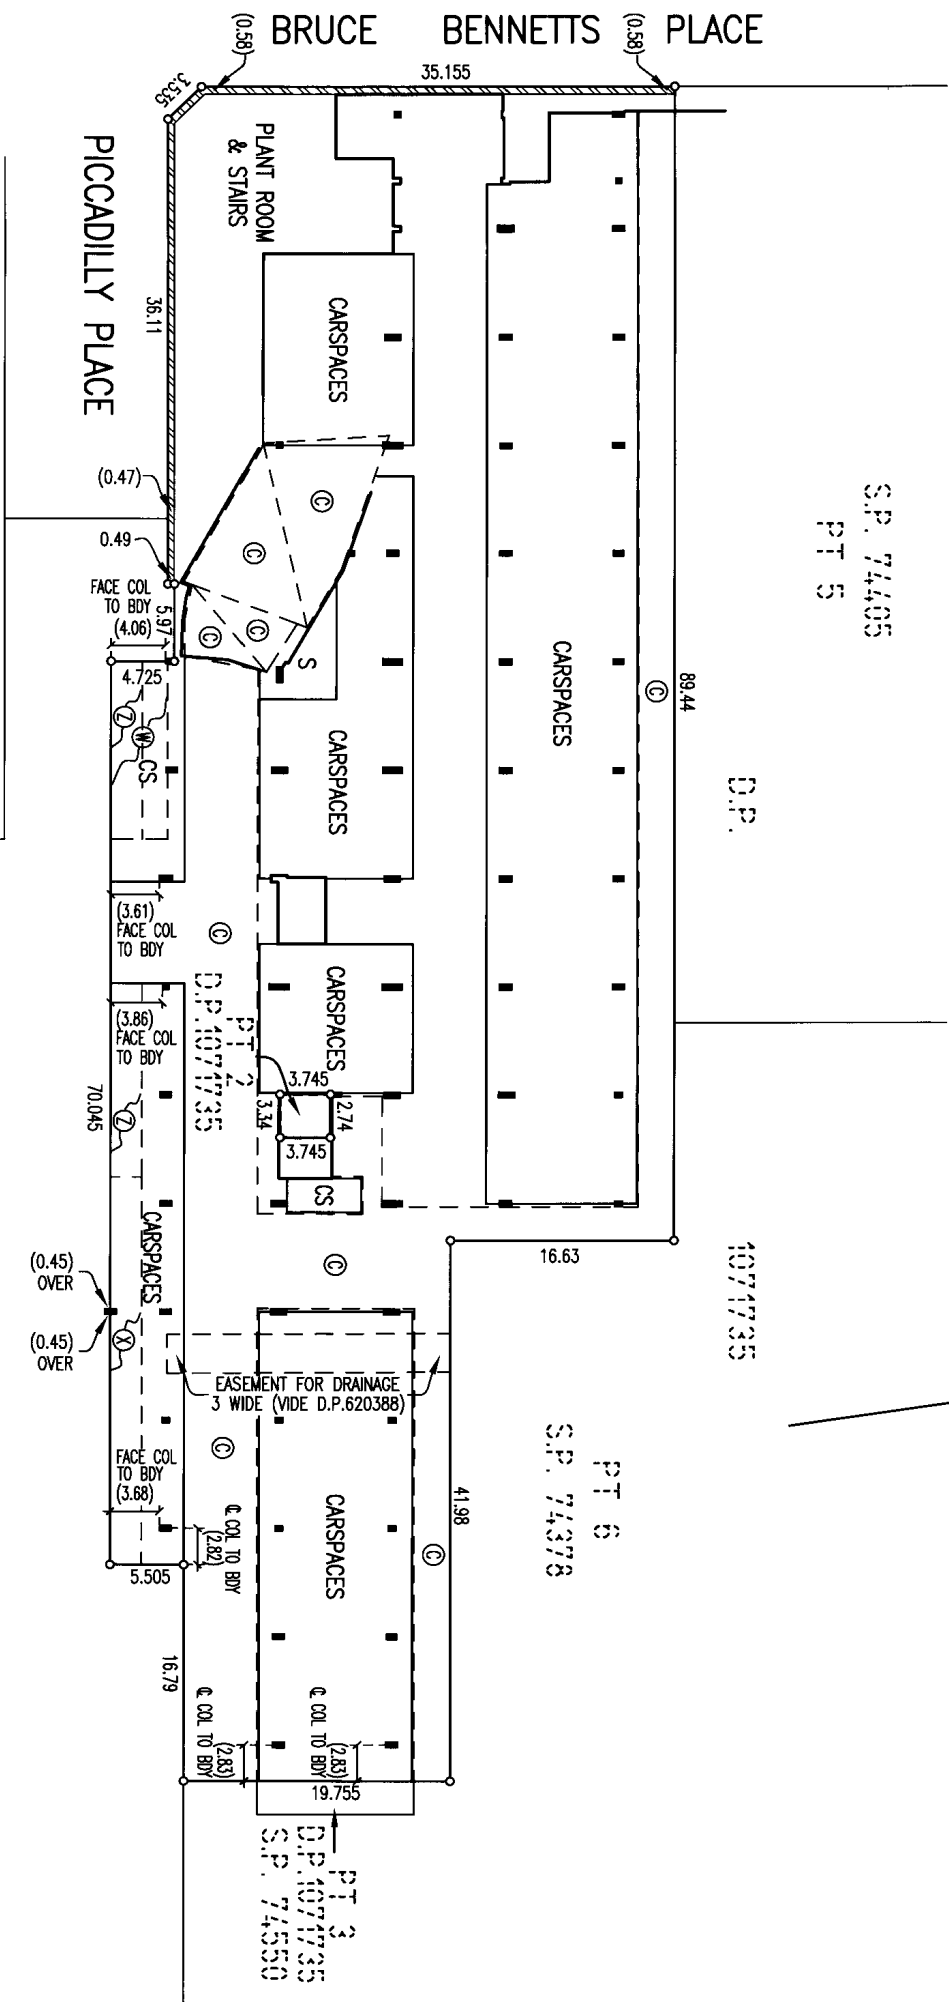 BRUCE BENNETTS PLACE
(0.58)
(0.58)
35.155
3.535
PICCADILLY PLACE
PLANT ROOM
& STAIRS
36.11
(0.47)
0.49
5.97
FACE COL
TO BDY
(4.06)
4.725
CARSPACES
C
C
C
C
C
S
CARSPACES
CARSPACES
89.44
C
S.P. 74405
PT 5
D.P.
1071735
Z
W
CS
(3.61)
FACE COL
TO BDY
C
PT 2
D.P.1071735
CARSPACES
3.745
3.34
2.74
3.745
CS
(3.86)
FACE COL
TO BDY
70.045
Z
CARSPACES
(0.45)
OVER
(0.45)
OVER
X
C
16.63
EASEMENT FOR DRAINAGE
3 WIDE (VIDE D.P.620388)
C
FACE COL
TO BDY
(3.68)
℄ COL TO BDY
(2.82)
5.505
16.79
CARSPACES
41.98
C
PT 6
S.P. 74378
℄ COL TO BDY
(2.83)
℄ COL TO BDY
(2.83)
19.755
PT 3
D.P.1071735
S.P. 74550